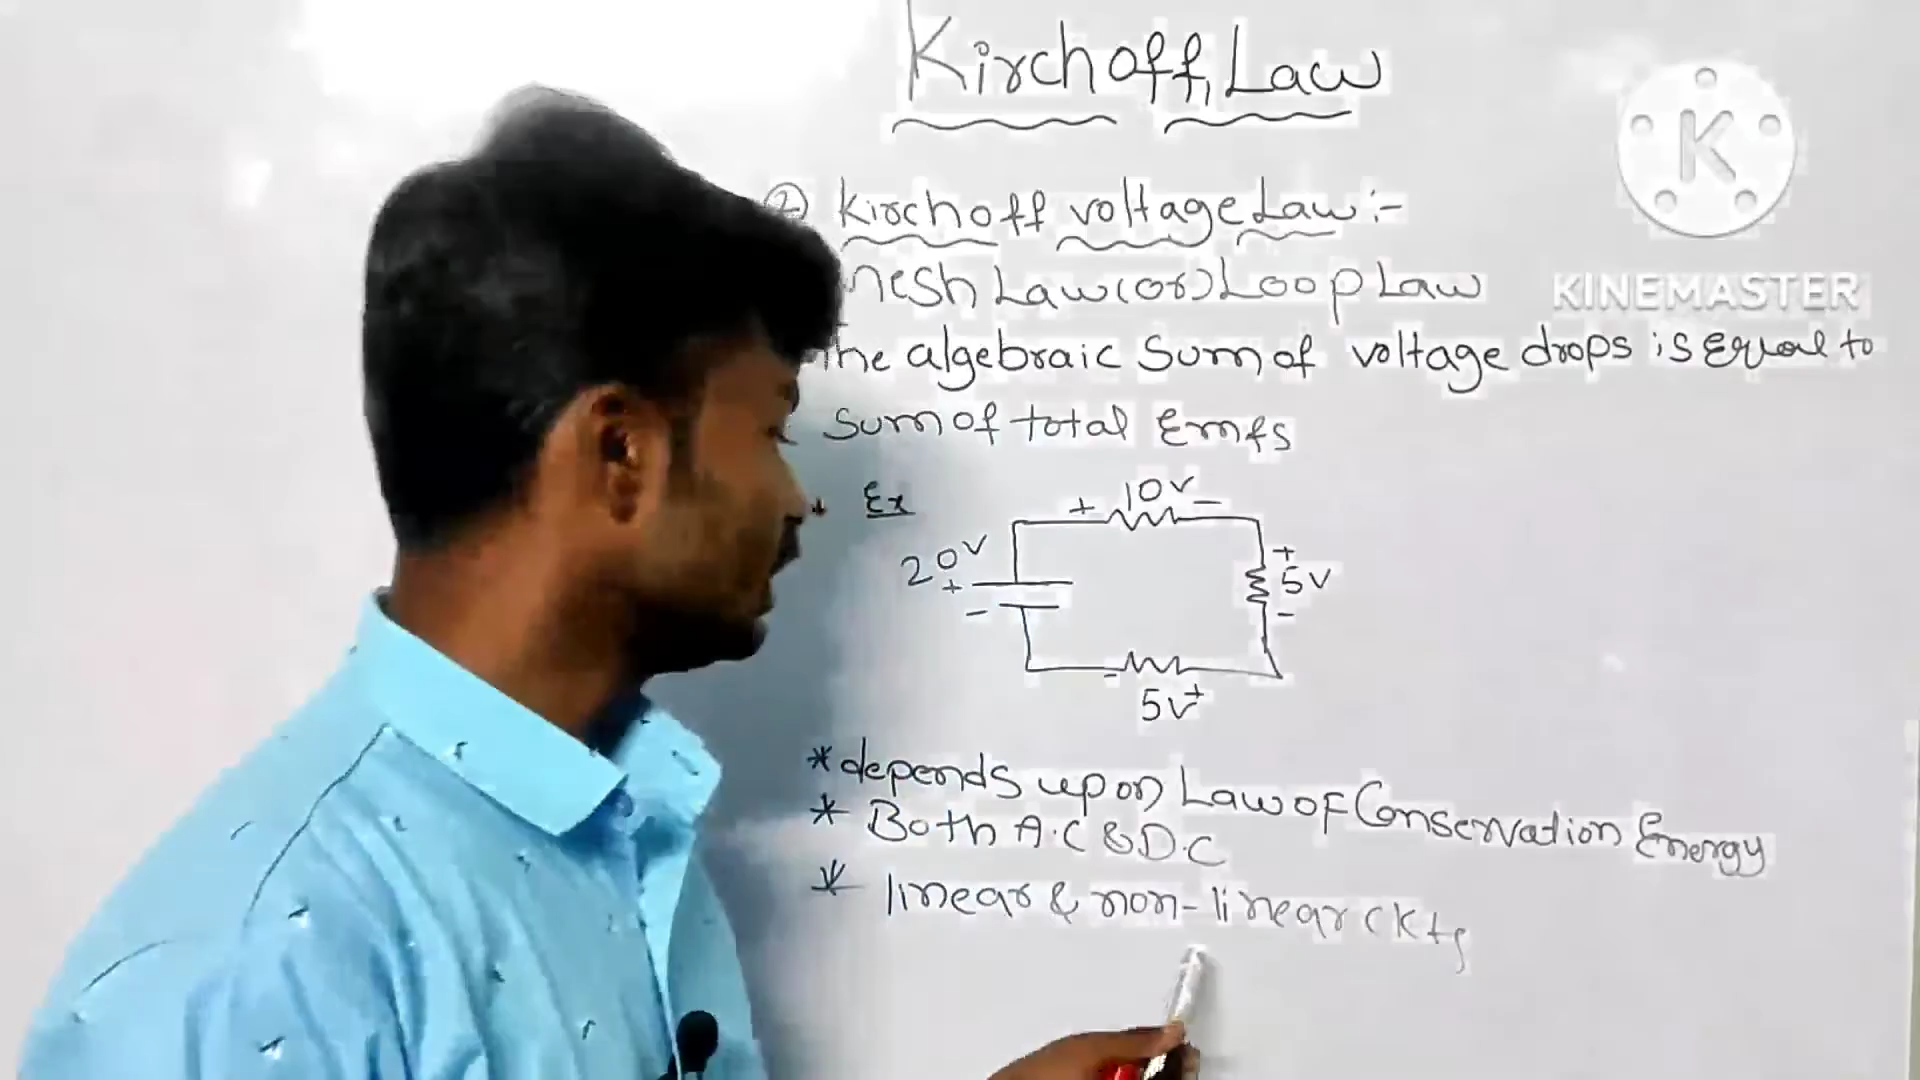 Kirchoff, Law
② Kirchoff voltage Law :-
mesh Law (or) Loop Law
The algebraic sum of voltage drops is equal to
sum of total Emfs
Ex
10V
+ -
20V
+
-
+
5V
-
- +
5V
* depends upon Law of Conservation Energy
* Both A.C & D.C
* linear & non-linear ckts
K
KINEMASTER